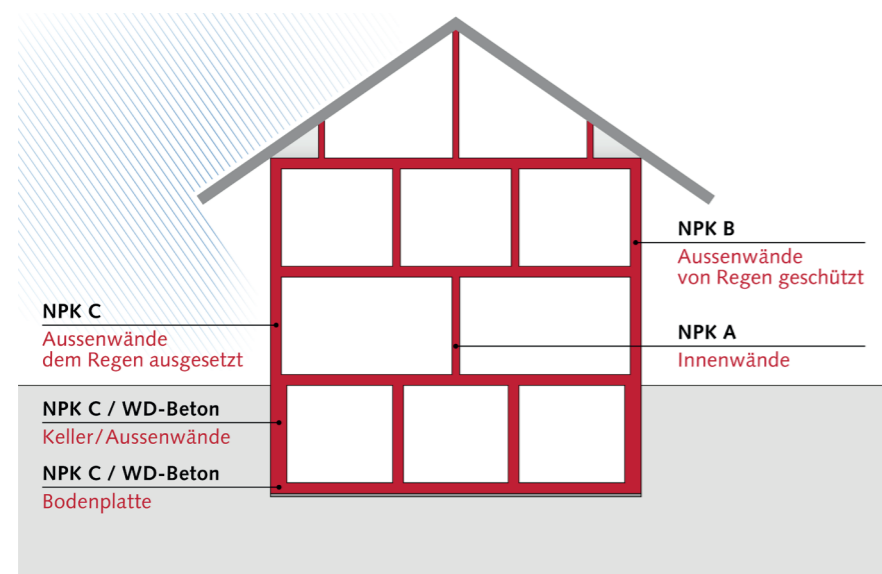 NPK B
Aussenwände
von Regen geschützt
NPK C
Aussenwände
dem Regen ausgesetzt
NPK A
Innenwände
NPK C / WD-Beton
Keller/Aussenwände
NPK C / WD-Beton
Bodenplatte